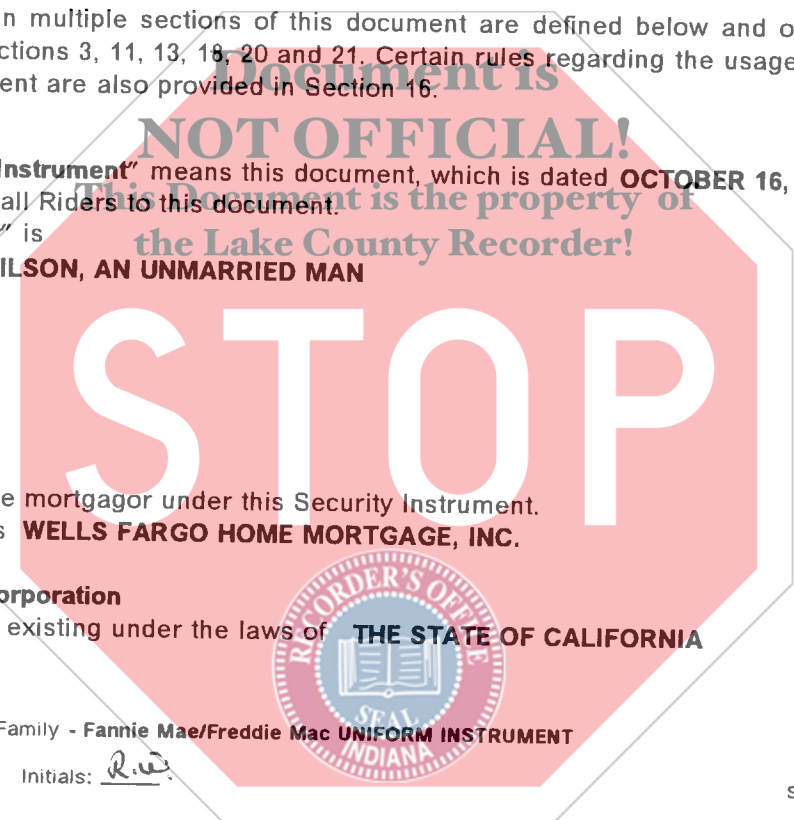 n multiple sections of this document are defined below and o
ctions 3, 11, 13, 18, 20 and 21. Certain rules regarding the usage
ent are also provided in Section 16.
Document is
NOT OFFICIAL!
Instrument" means this document, which is dated OCTOBER 16,
all Riders to this document.
This Document is the property of
" is
the Lake County Recorder!
ILSON, AN UNMARRIED MAN
STOP
e mortgagor under this Security Instrument.
s WELLS FARGO HOME MORTGAGE, INC.
orporation
existing under the laws of THE STATE OF CALIFORNIA
RECORDER'S OFFICE
SEAL
INDIANA
Family - Fannie Mae/Freddie Mac UNIFORM INSTRUMENT
Initials: R.W.
s